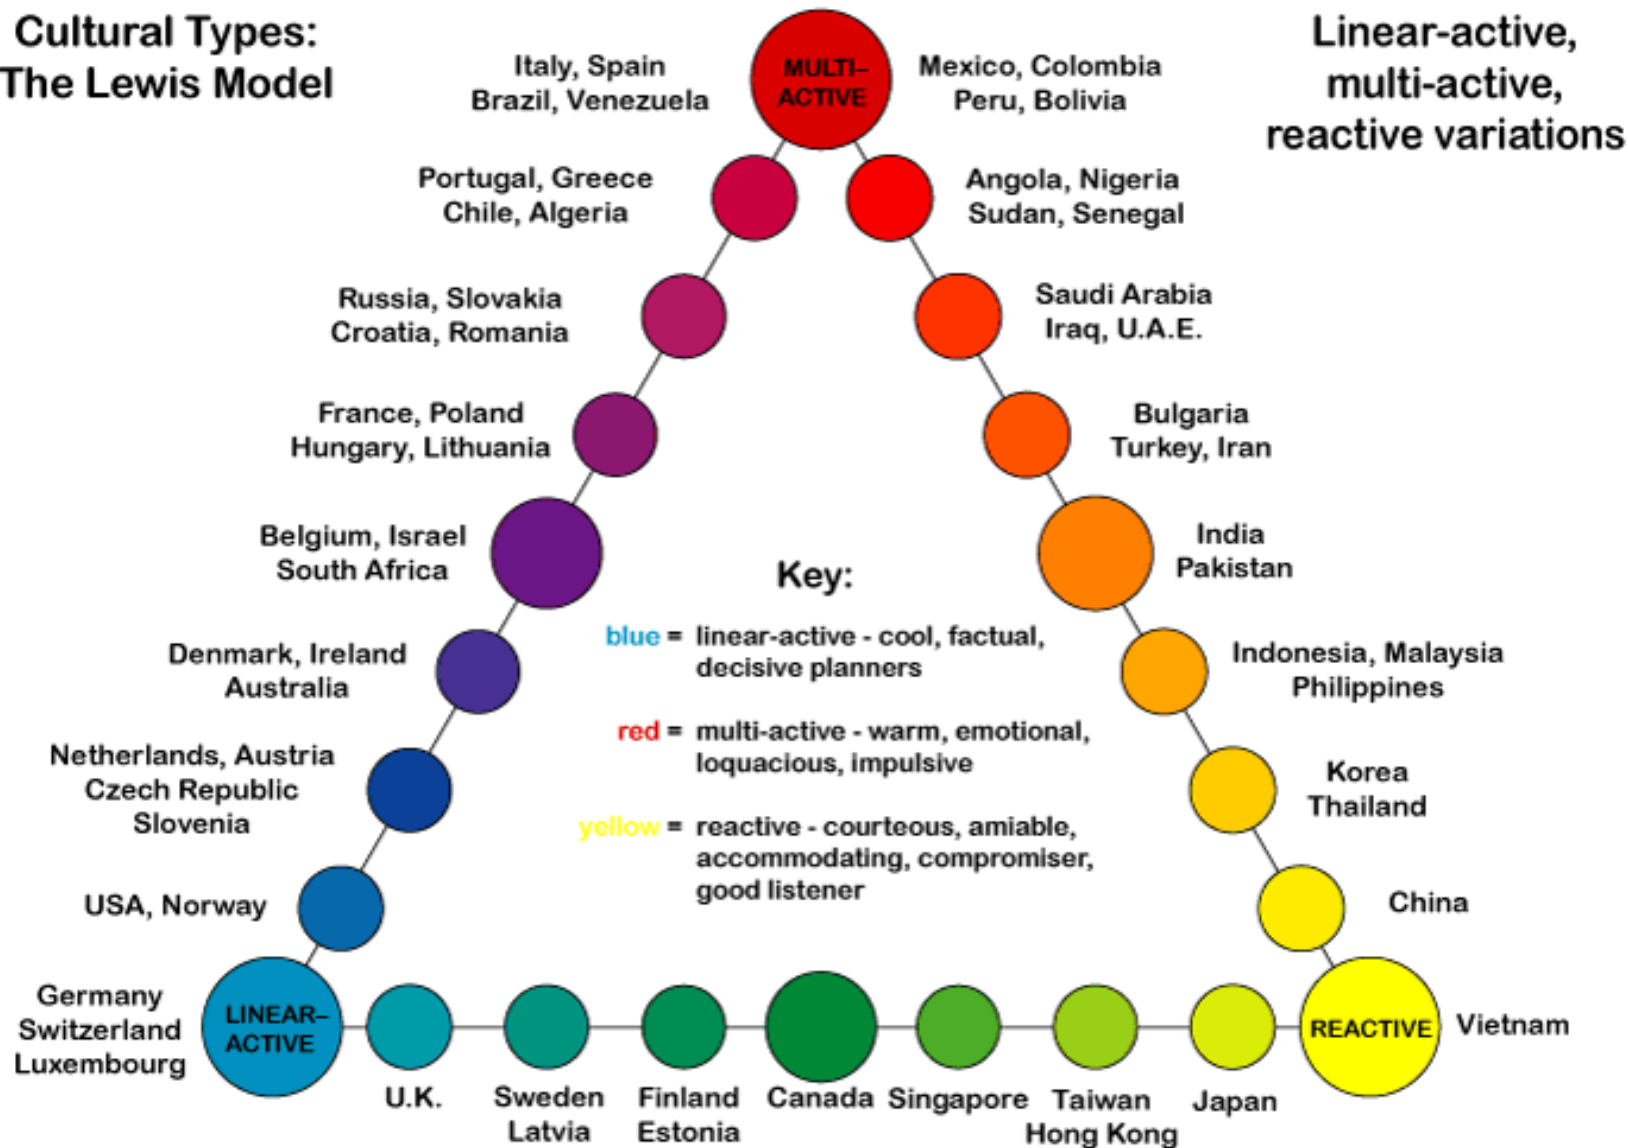 Cultural Types:
The Lewis Model
Linear-active,
multi-active,
reactive variations
MULTI–
ACTIVE
Italy, Spain
Brazil, Venezuela
Mexico, Colombia
Peru, Bolivia
Portugal, Greece
Chile, Algeria
Angola, Nigeria
Sudan, Senegal
Russia, Slovakia
Croatia, Romania
Saudi Arabia
Iraq, U.A.E.
France, Poland
Hungary, Lithuania
Bulgaria
Turkey, Iran
Belgium, Israel
South Africa
India
Pakistan
Denmark, Ireland
Australia
Indonesia, Malaysia
Philippines
Netherlands, Austria
Czech Republic
Slovenia
Korea
Thailand
USA, Norway
China
Key:
blue = linear-active - cool, factual,
decisive planners
red = multi-active - warm, emotional,
loquacious, impulsive
yellow = reactive - courteous, amiable,
accommodating, compromiser,
good listener
Germany
Switzerland
Luxembourg
LINEAR–
ACTIVE
REACTIVE
Vietnam
U.K.
Sweden
Latvia
Finland
Estonia
Canada
Singapore
Taiwan
Hong Kong
Japan